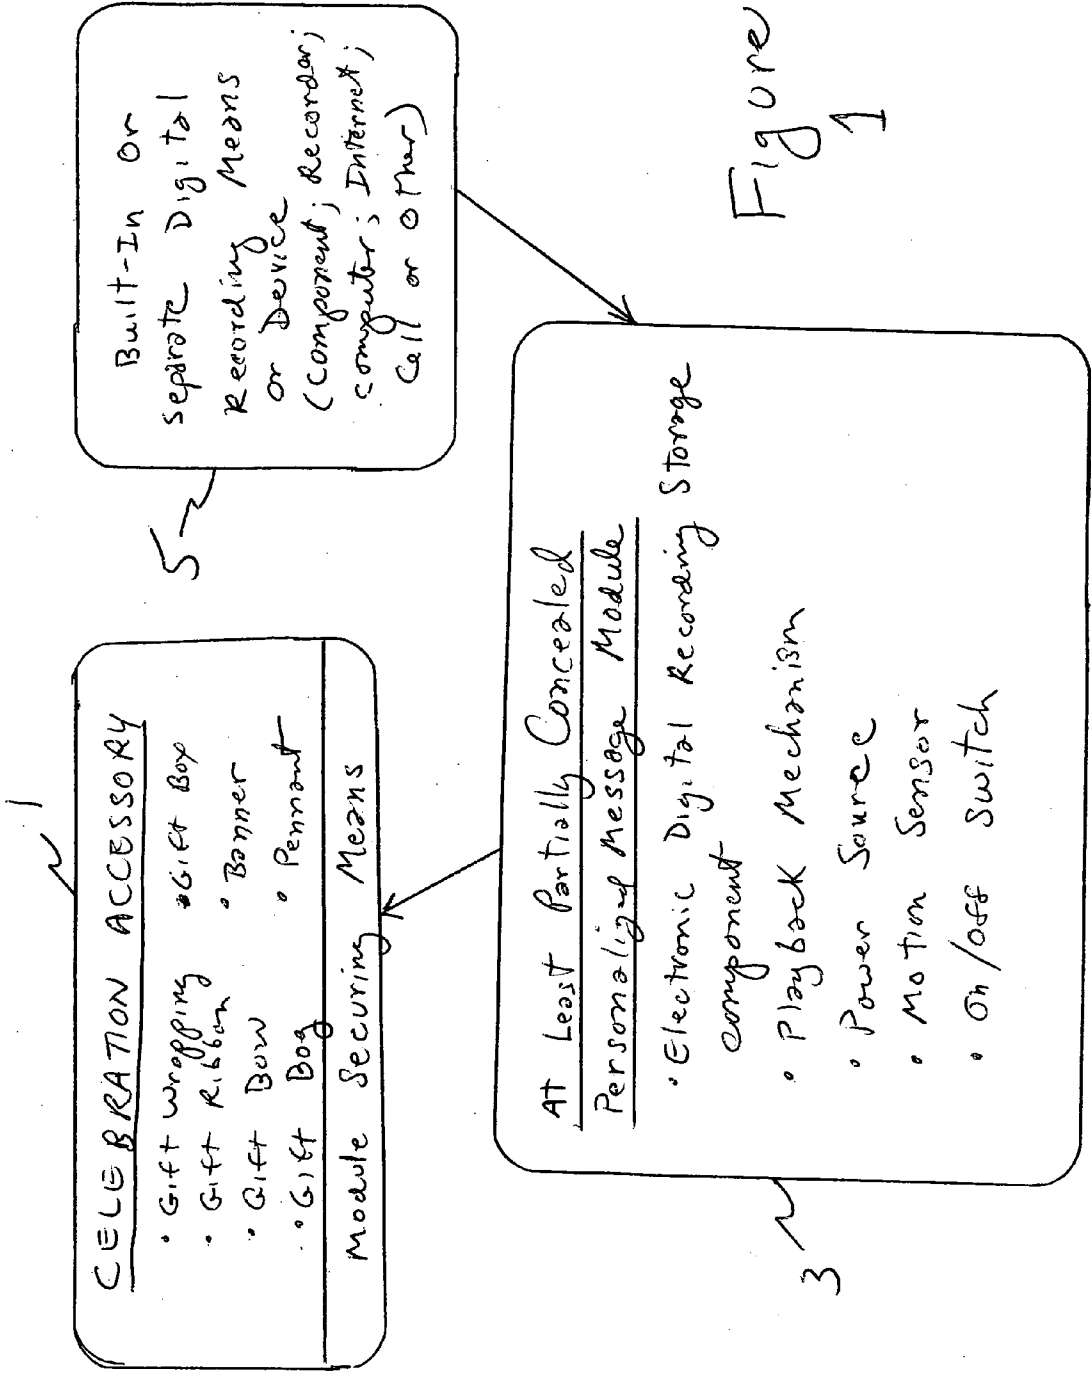 1
CELEBRATION ACCESSORY
• Gift Wrapping • Gift Box
• Gift Ribbon
• Gift Bow • Banner
• Gift Bag • Pennant
Module Securing Means
5
Built-In or
separate Digital
Recording Means
or Device
(component; Recorder;
computer; Internet;
Cell or other)
At Least Partially Concealed
Personalized Message Module
• Electronic Digital Recording Storage
component
• Playback Mechanism
• Power Source
• Motion Sensor
• On/off switch
3
Figure
1